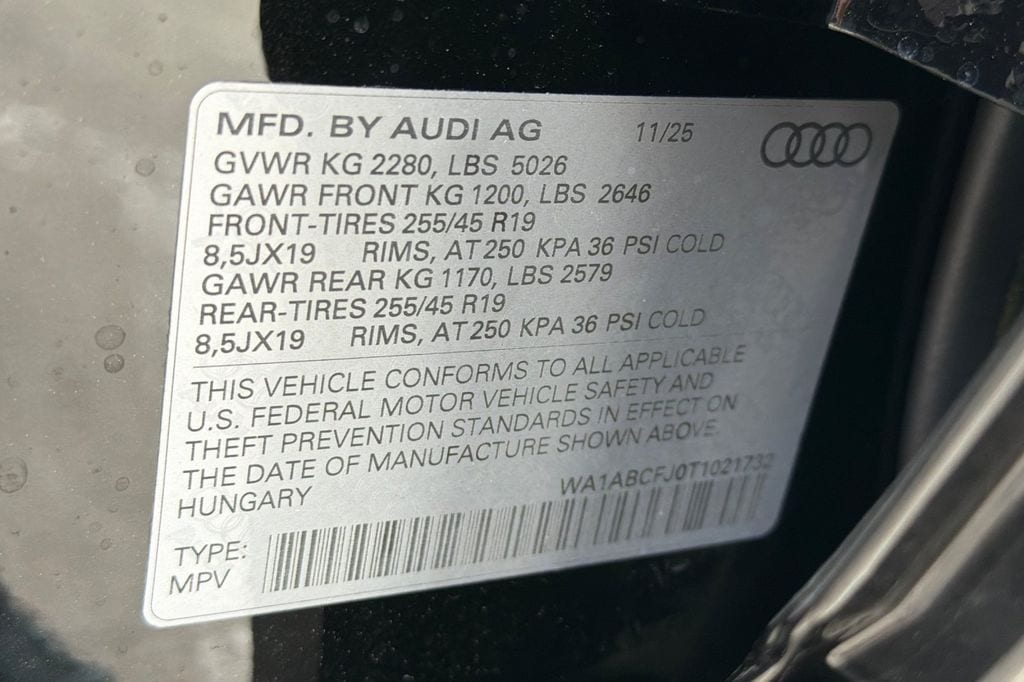 MFD. BY AUDI AG 11/25
GVWR KG 2280, LBS 5026
GAWR FRONT KG 1200, LBS 2646
FRONT-TIRES 255/45 R19
8,5JX19 RIMS, AT 250 KPA 36 PSI COLD
GAWR REAR KG 1170, LBS 2579
REAR-TIRES 255/45 R19
8,5JX19 RIMS, AT 250 KPA 36 PSI COLD
THIS VEHICLE CONFORMS TO ALL APPLICABLE
U.S. FEDERAL MOTOR VEHICLE SAFETY AND
THEFT PREVENTION STANDARDS IN EFFECT ON
THE DATE OF MANUFACTURE SHOWN ABOVE.
HUNGARY WA1ABCFJ0T1021732
TYPE:
MPV